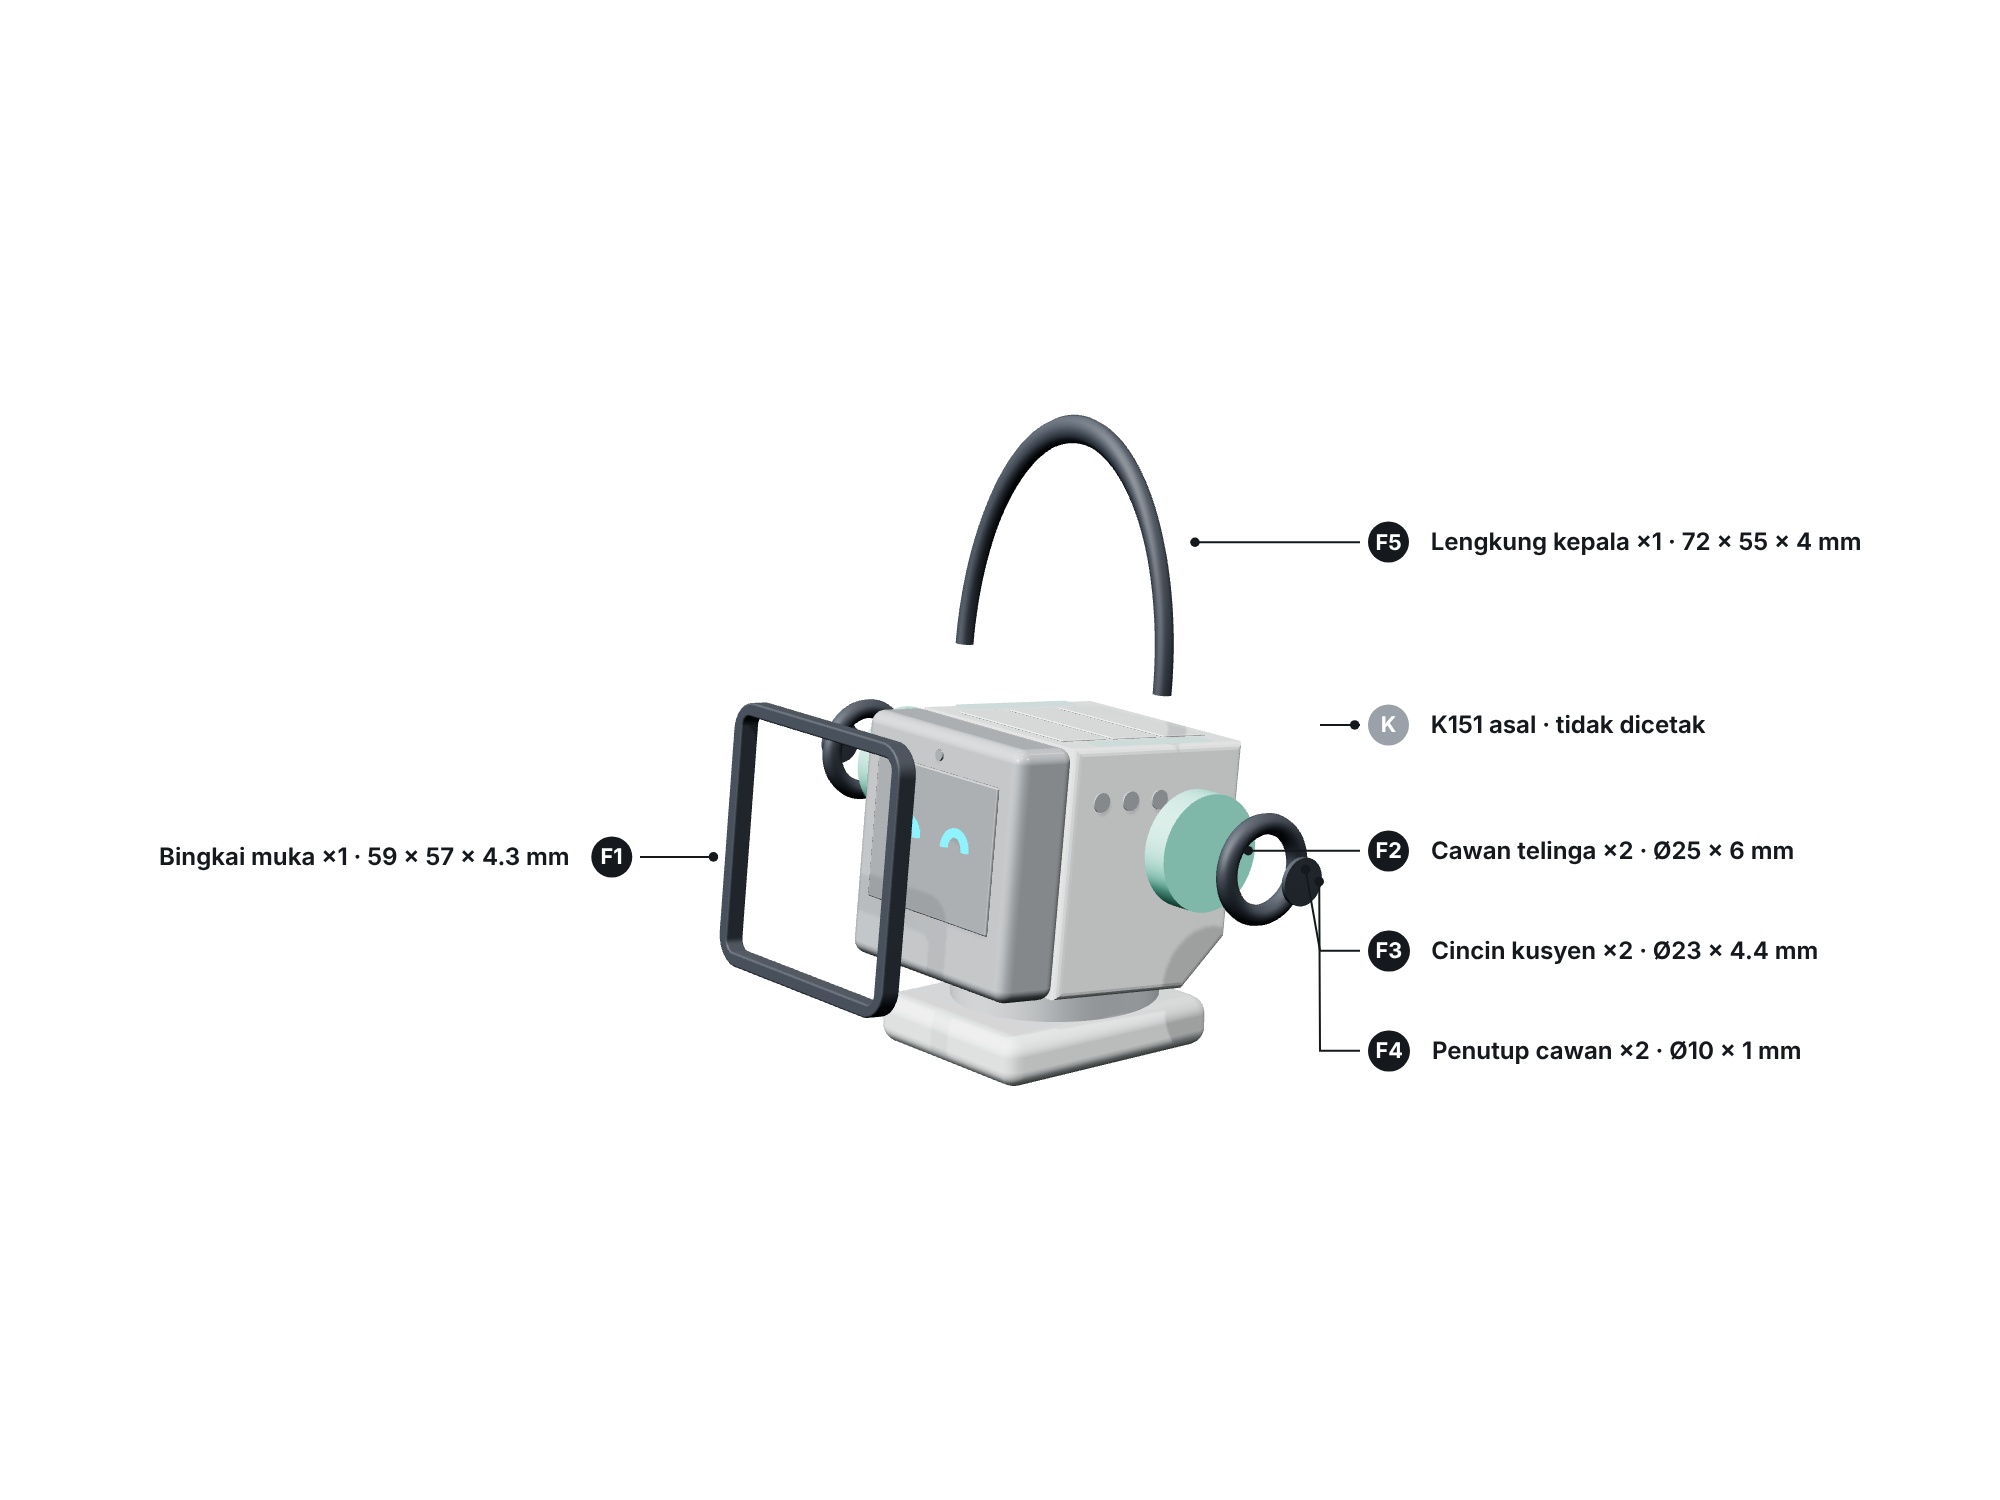 F5 Lengkung kepala ×1 · 72 × 55 × 4 mm
K K151 asal · tidak dicetak
Bingkai muka ×1 · 59 × 57 × 4.3 mm F1
F2 Cawan telinga ×2 · Ø25 × 6 mm
F3 Cincin kusyen ×2 · Ø23 × 4.4 mm
F4 Penutup cawan ×2 · Ø10 × 1 mm